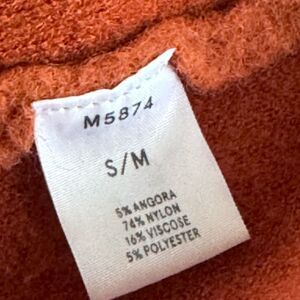 M5874
S/M
5% ANGORA
74% NYLON
16% VISCOSE
5% POLYESTER